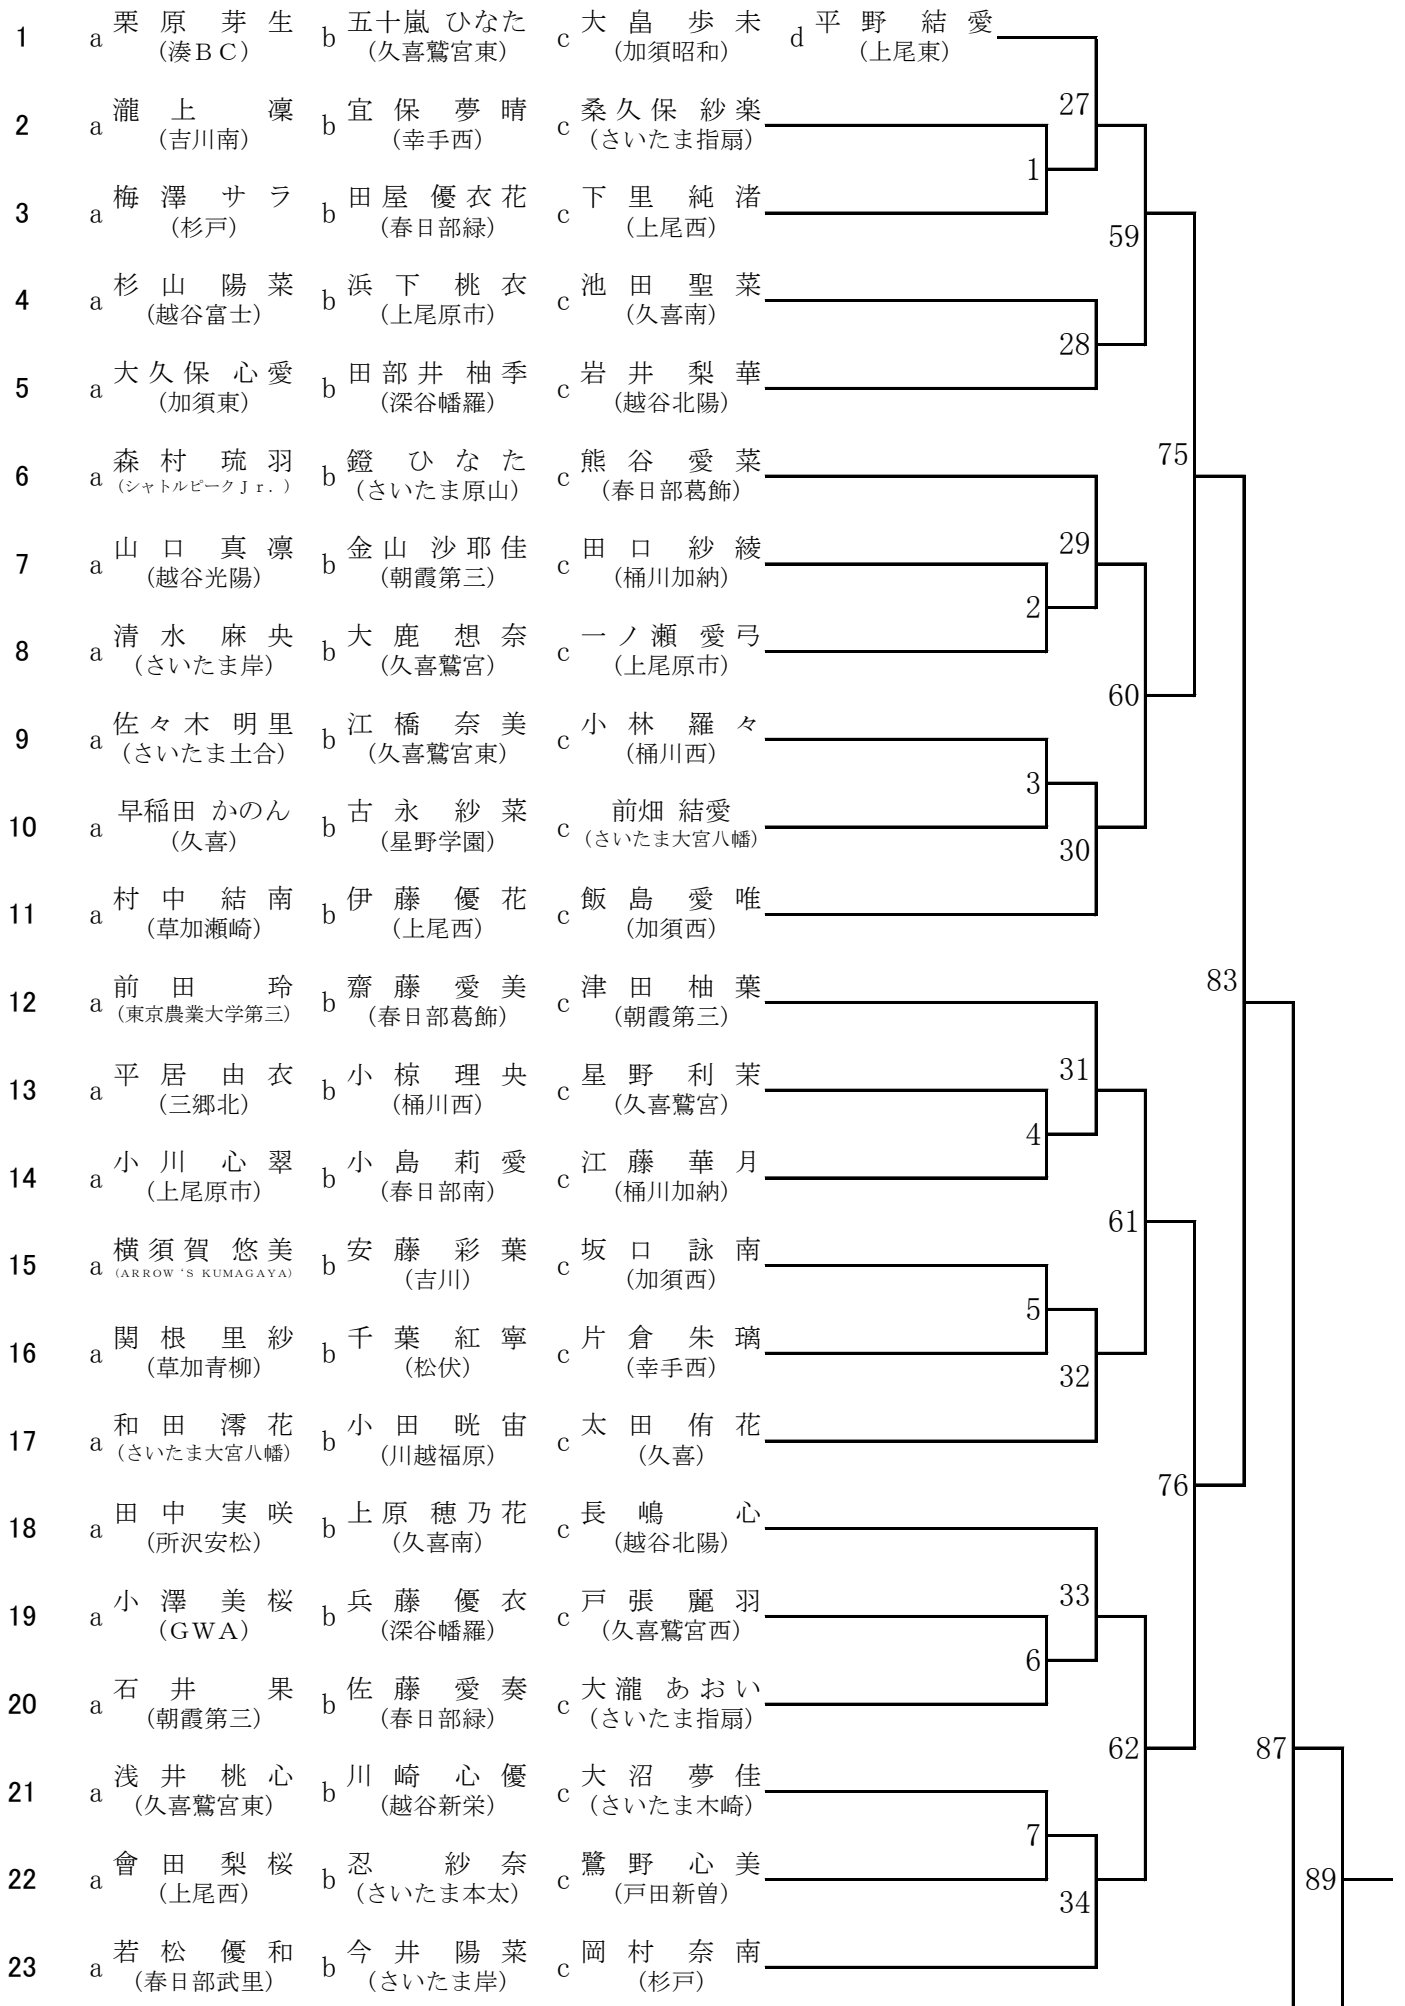 1 a 栗原芽生 b 五十嵐 ひなた c 大畠歩未 d 平野結愛
(湊ＢＣ) (久喜鷲宮東) (加須昭和) (上尾東)
27
2 a 瀧上凜 b 宜保夢晴 c 桑久保紗楽
(吉川南) (幸手西) (さいたま指扇)
1
3 a 梅澤サラ b 田屋優衣花 c 下里純渚
(杉戸) (春日部緑) (上尾西)
59
4 a 杉山陽菜 b 浜下桃衣 c 池田聖菜
(越谷富士) (上尾原市) (久喜南)
28
5 a 大久保心愛 b 田部井柚季 c 岩井梨華
(加須東) (深谷幡羅) (越谷北陽)
75
6 a 森村琉羽 b 鐙ひなた c 熊谷愛菜
(シャトルピークＪｒ．) (さいたま原山) (春日部葛飾)
29
7 a 山口真凛 b 金山沙耶佳 c 田口紗綾
(越谷光陽) (朝霞第三) (桶川加納)
2
8 a 清水麻央 b 大鹿想奈 c 一ノ瀬愛弓
(さいたま岸) (久喜鷲宮) (上尾原市)
60
9 a 佐々木明里 b 江橋奈美 c 小林羅々
(さいたま土合) (久喜鷲宮東) (桶川西)
3
10 a 早稲田 かのん b 古永紗菜 c 前畑 結愛
(久喜) (星野学園) (さいたま大宮八幡)
30
11 a 村中結南 b 伊藤優花 c 飯島愛唯
(草加瀬崎) (上尾西) (加須西)
83
12 a 前田玲 b 齋藤愛美 c 津田柚葉
(東京農業大学第三) (春日部葛飾) (朝霞第三)
31
13 a 平居由衣 b 小椋理央 c 星野利茉
(三郷北) (桶川西) (久喜鷲宮)
4
14 a 小川心翠 b 小島莉愛 c 江藤華月
(上尾原市) (春日部南) (桶川加納)
61
15 a 横須賀悠美 b 安藤彩葉 c 坂口詠南
(ARROW‘S KUMAGAYA) (吉川) (加須西)
5
16 a 関根里紗 b 千葉紅寧 c 片倉朱璃
(草加青柳) (松伏) (幸手西)
32
17 a 和田澪花 b 小田晄宙 c 太田侑花
(さいたま大宮八幡) (川越福原) (久喜)
76
18 a 田中実咲 b 上原穂乃花 c 長嶋心
(所沢安松) (久喜南) (越谷北陽)
33
19 a 小澤美桜 b 兵藤優衣 c 戸張麗羽
(GWA) (深谷幡羅) (久喜鷲宮西)
6
20 a 石井果 b 佐藤愛奏 c 大瀧あおい
(朝霞第三) (春日部緑) (さいたま指扇)
62 87
21 a 浅井桃心 b 川崎心優 c 大沼夢佳
(久喜鷲宮東) (越谷新栄) (さいたま木崎)
7
22 a 會田梨桜 b 忍紗奈 c 鷺野心美
(上尾西) (さいたま本太) (戸田新曽)
34 89
23 a 若松優和 b 今井陽菜 c 岡村奈南
(春日部武里) (さいたま岸) (杉戸)